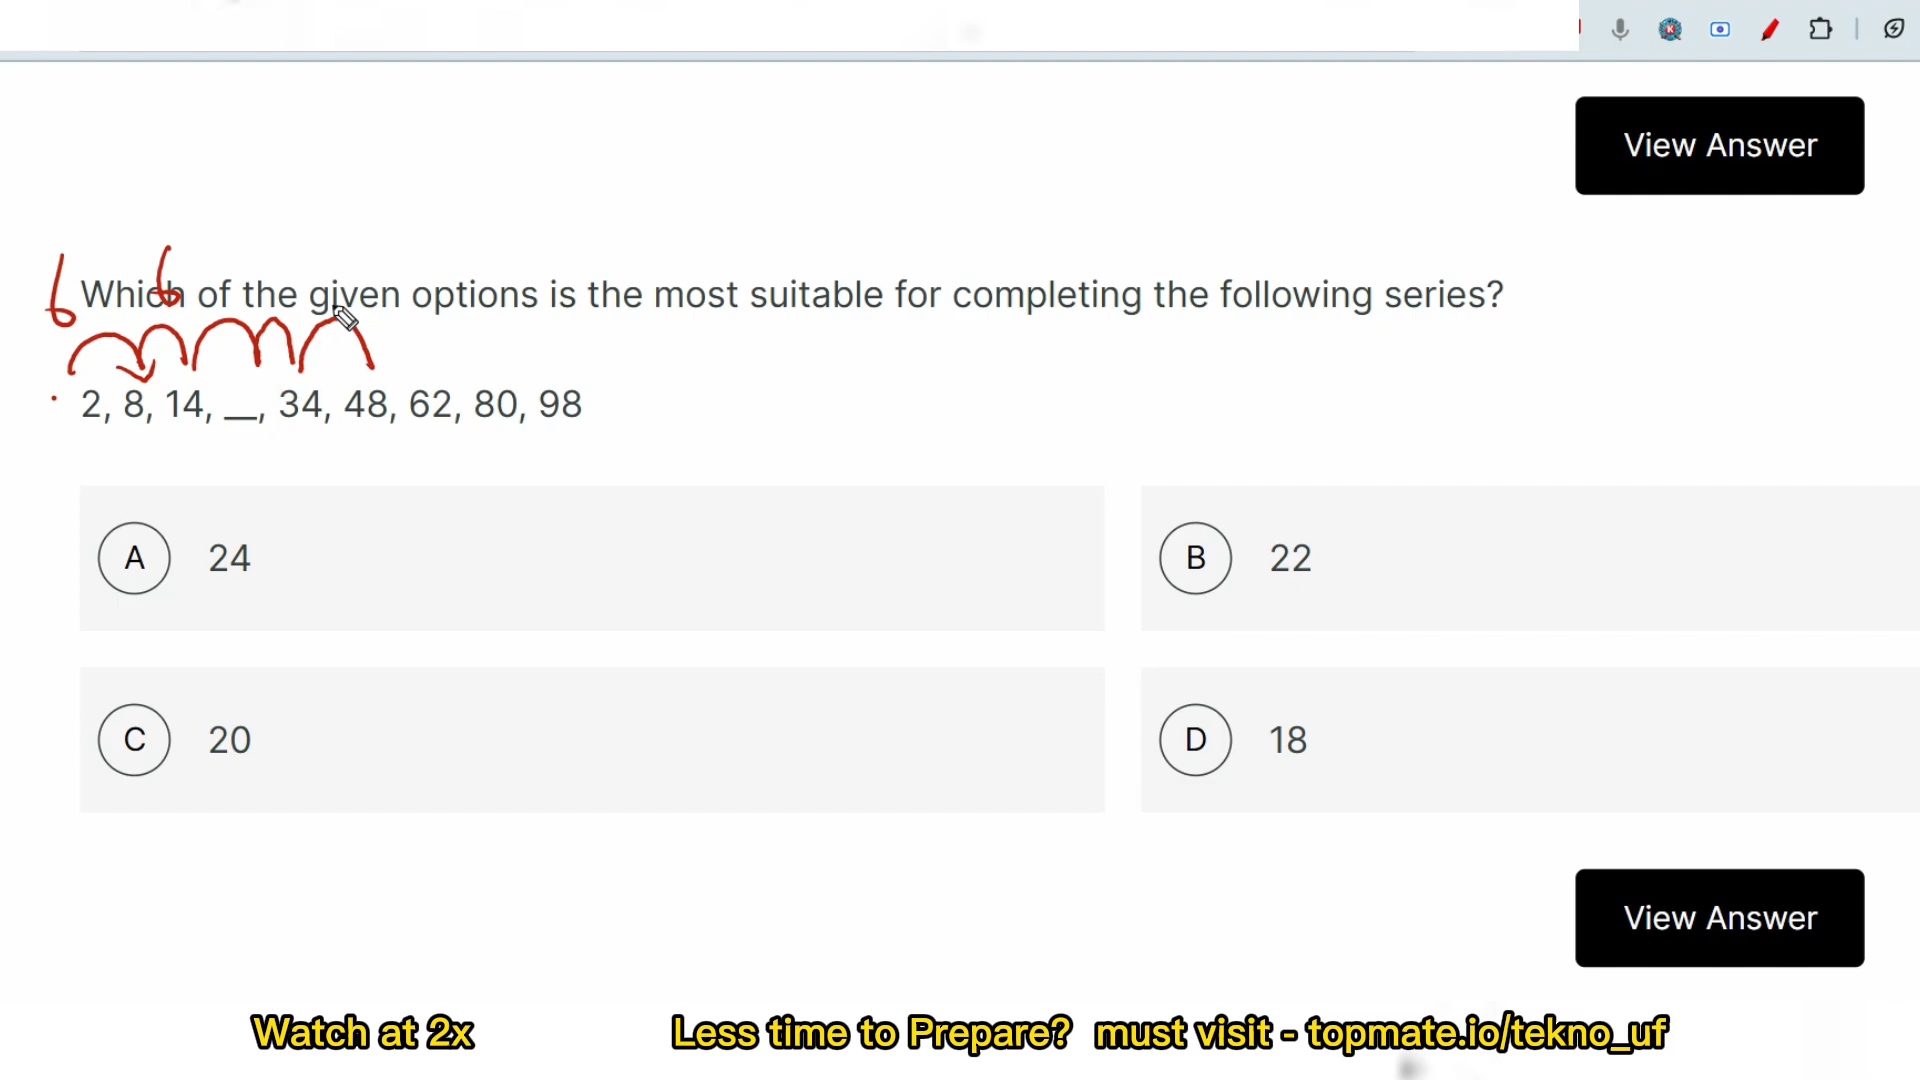 View Answer
6 6
Which of the given options is the most suitable for completing the following series?
2, 8, 14, __, 34, 48, 62, 80, 98
A 24
B 22
C 20
D 18
View Answer
Watch at 2x
Less time to Prepare? must visit - topmate.io/tekno_uf